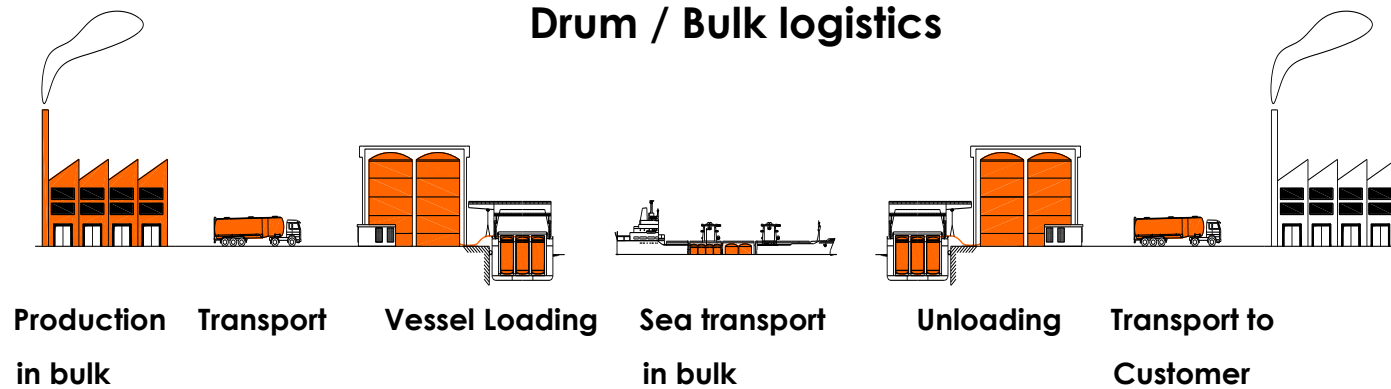 Drum / Bulk logistics
Production Transport Vessel Loading Sea transport Unloading Transport to
in bulk in bulk Customer